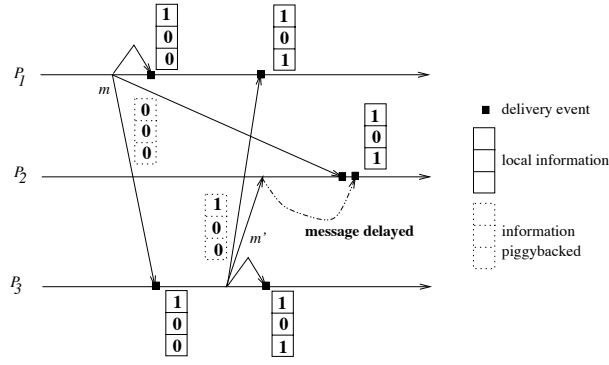 1 1
0 0
0 1
P1
m
0
0
0
1
0
1
delivery event
local information
P2
1
0
0
m'
message delayed
information
piggybacked
P3
1 1
0 0
0 1